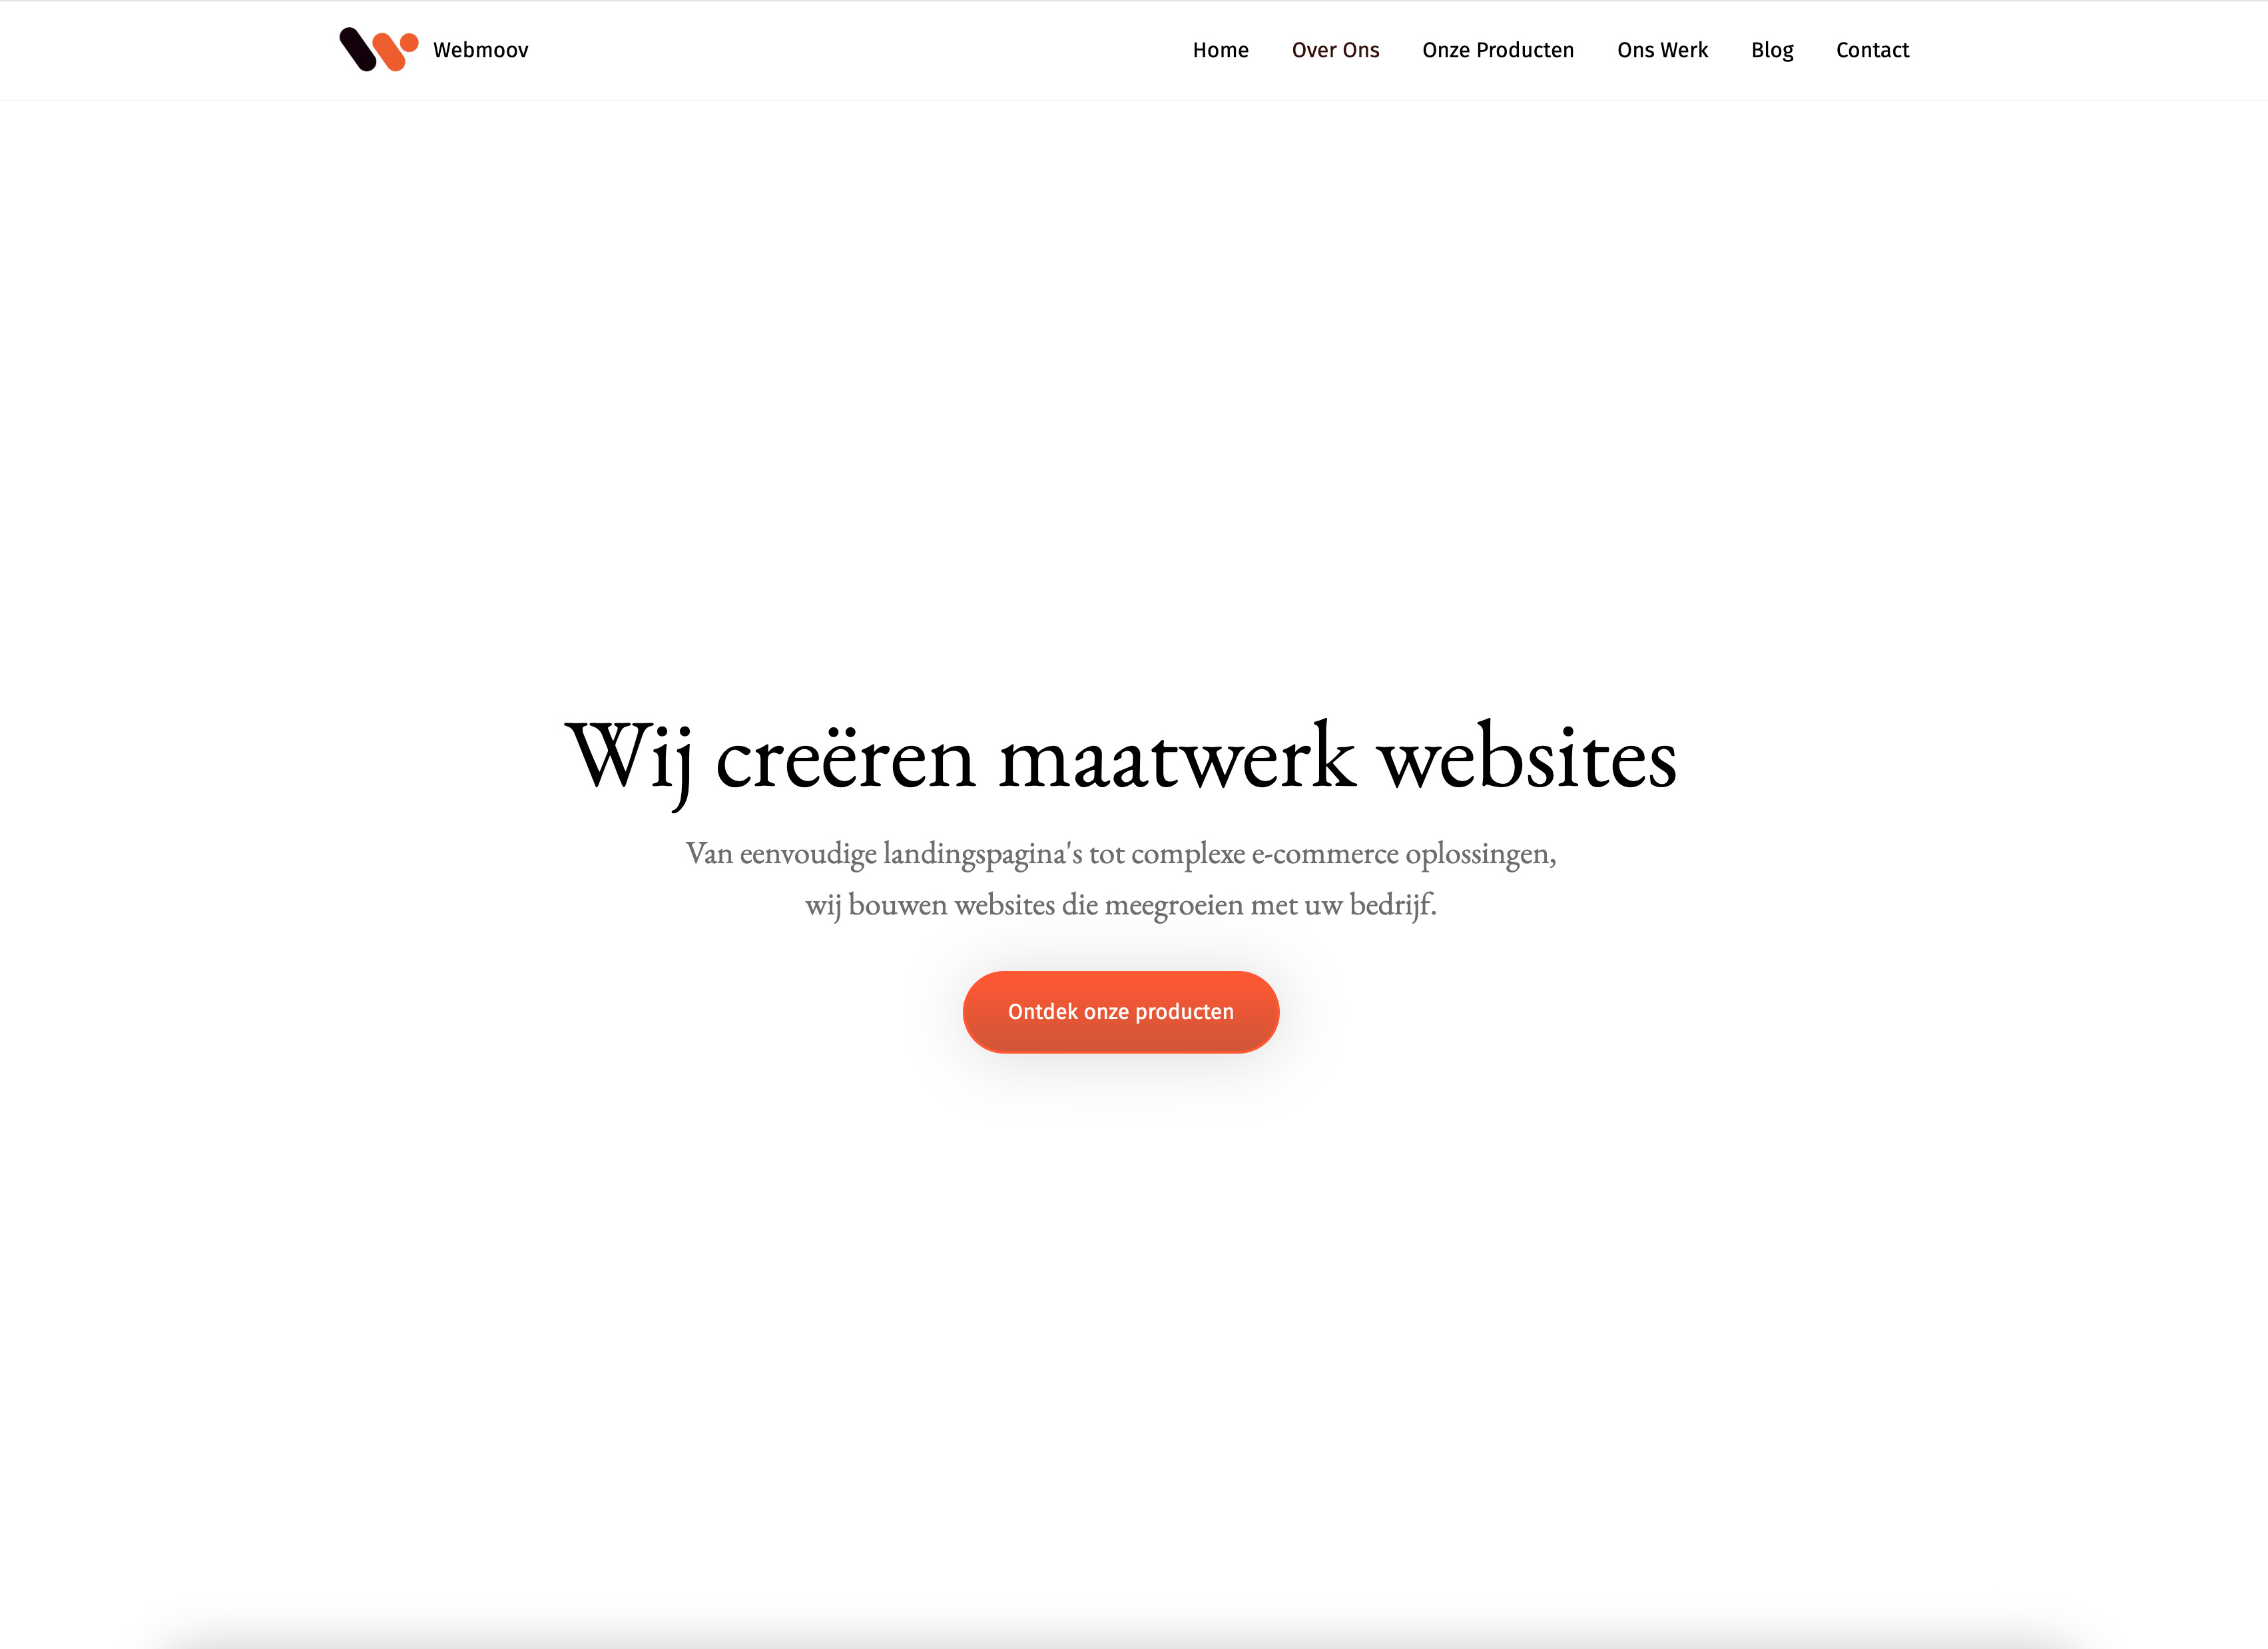 Webmoov
Home Over Ons Onze Producten Ons Werk Blog Contact
Wij creëren maatwerk websites
Van eenvoudige landingspagina's tot complexe e-commerce oplossingen,
wij bouwen websites die meegroeien met uw bedrijf.
Ontdek onze producten